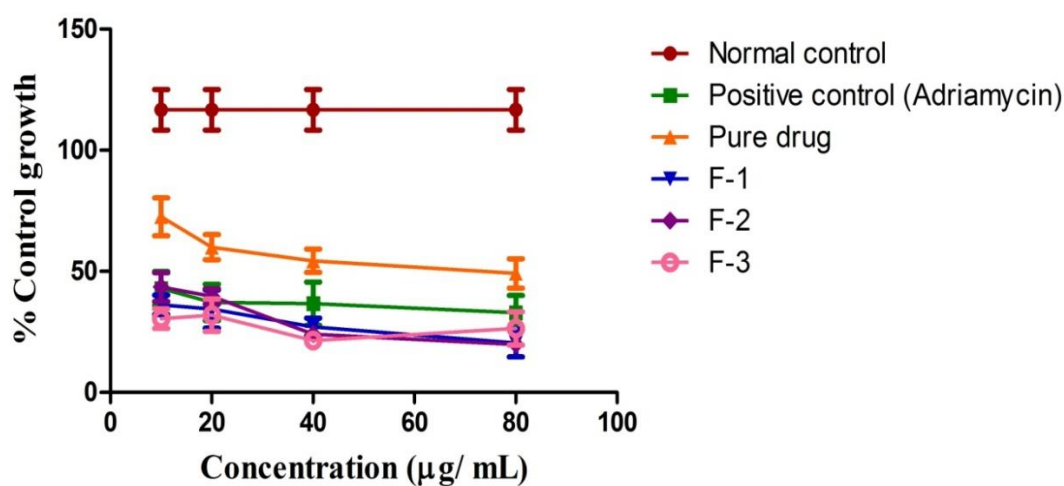 150
100
50
0
% Control growth
0 20 40 60 80 100
Concentration (μg/ mL)
Normal control
Positive control (Adriamycin)
Pure drug
F-1
F-2
F-3